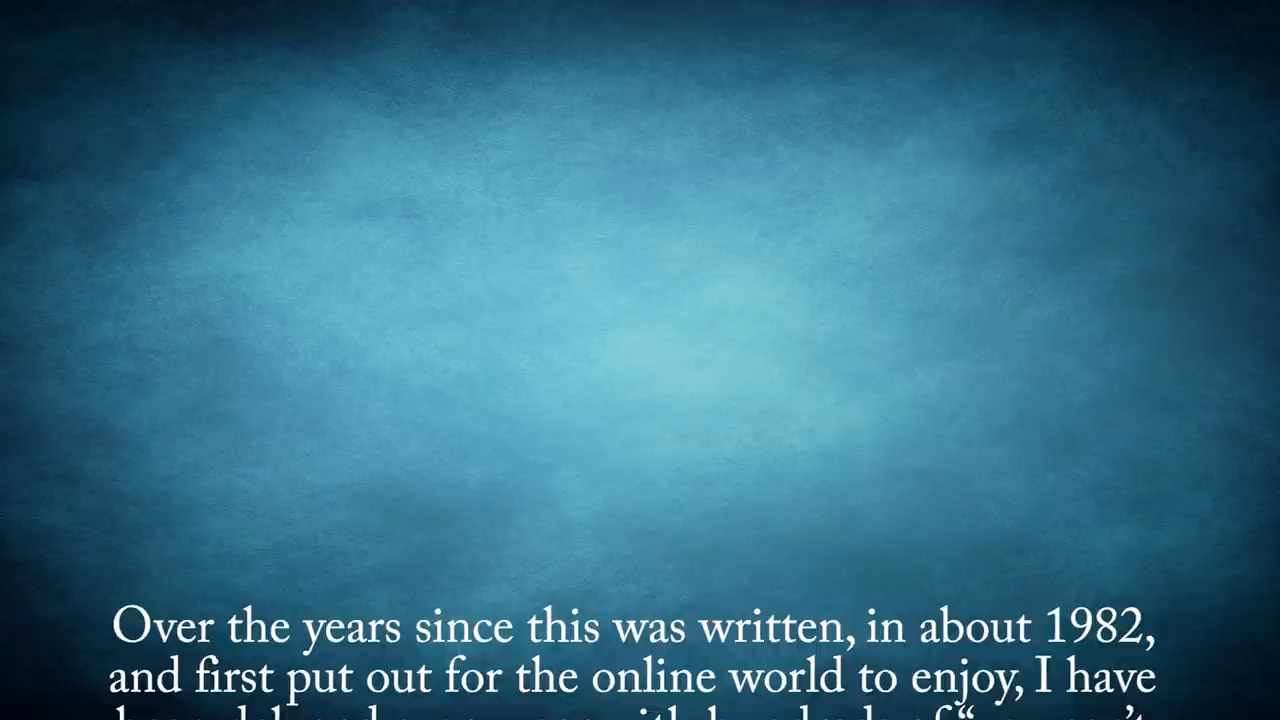 Over the years since this was written, in about 1982,
and first put out for the online world to enjoy, I have